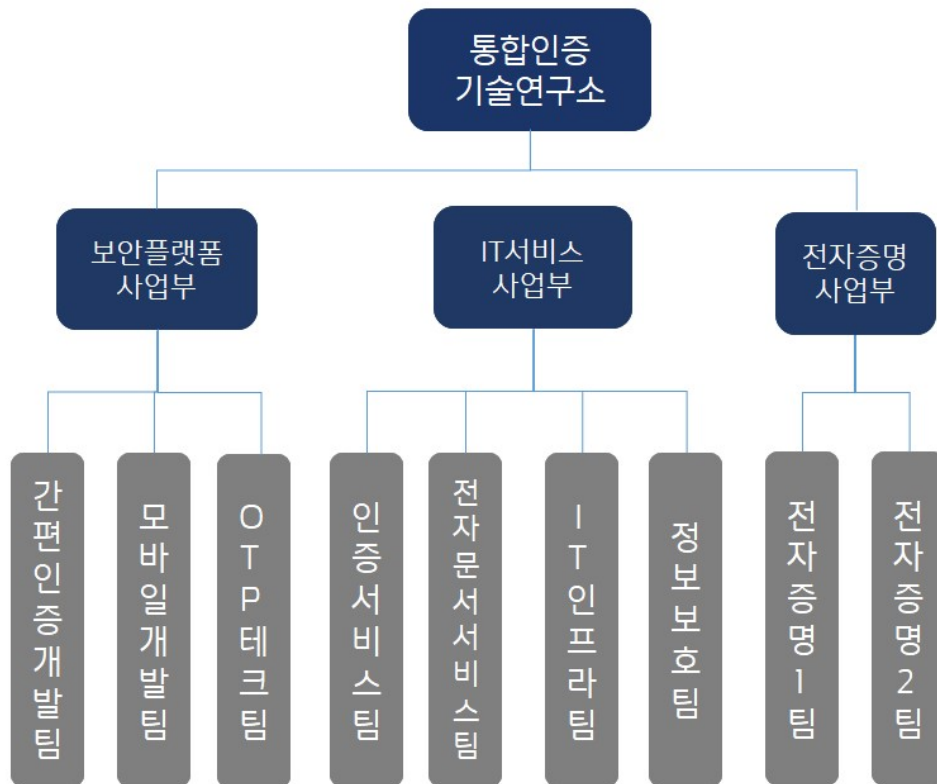 통합인증
기술연구소
보안플랫폼
사업부
IT서비스
사업부
전자증명
사업부
간편인증개발팀
모바일개발팀
OTP테크팀
인증서비스팀
전자문서서비스팀
IT인프라팀
정보보호팀
전자증명1팀
전자증명2팀